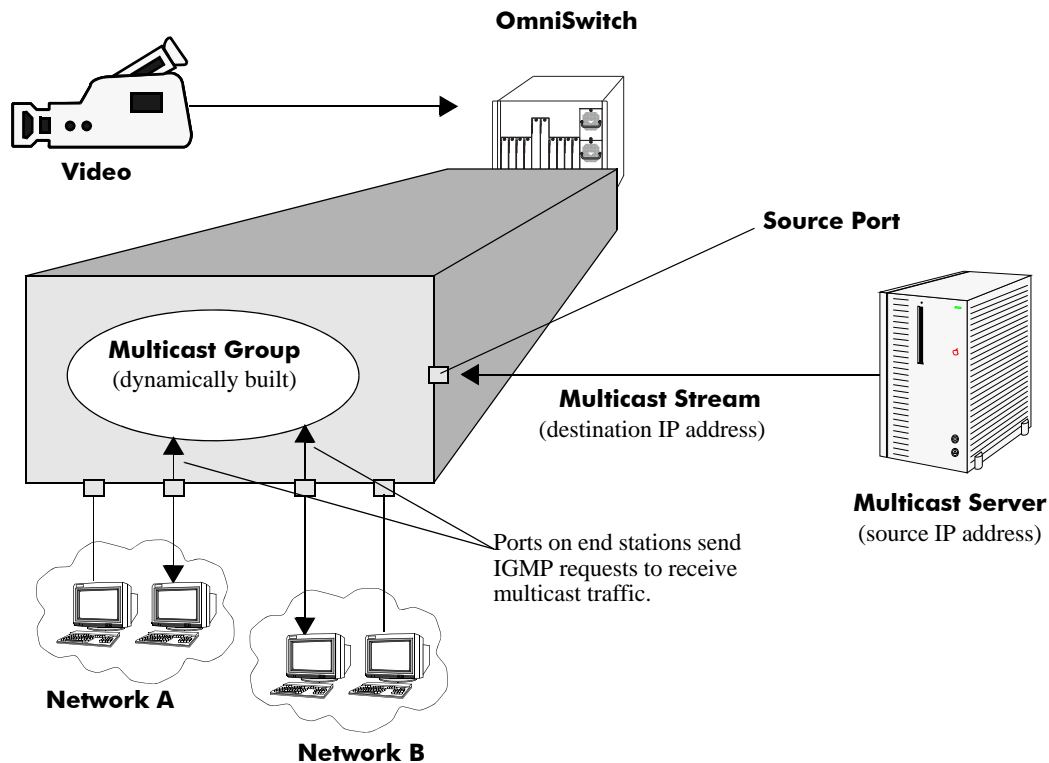 OmniSwitch
Video
Source Port
Multicast Group
(dynamically built)
Multicast Stream
(destination IP address)
Multicast Server
(source IP address)
Ports on end stations send
IGMP requests to receive
multicast traffic.
Network A
Network B